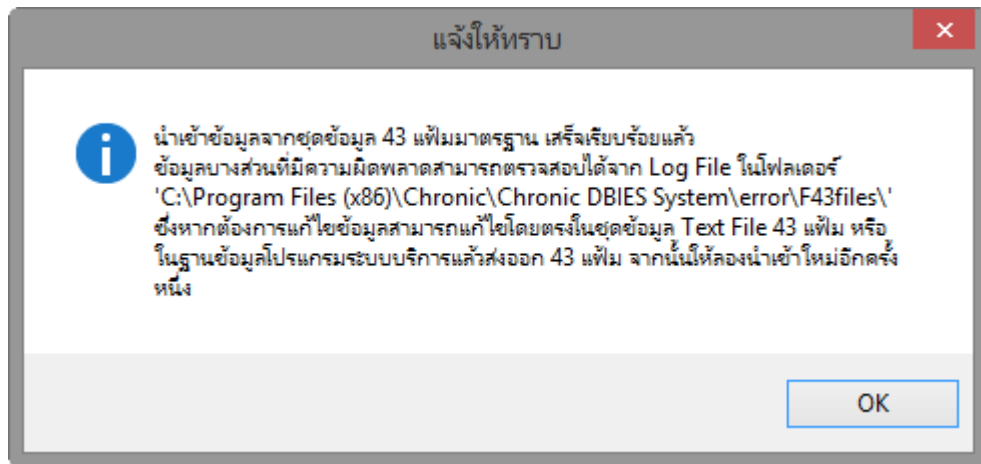 แจ้งให้ทราบ
นำเข้าข้อมูลจากชุดข้อมูล 43 แฟ้มมาตรฐาน เสร็จเรียบร้อยแล้ว
ข้อมูลบางส่วนที่มีความผิดพลาดสามารถตรวจสอบได้จาก Log File ในโฟลเดอร์
'C:\Program Files (x86)\Chronic\Chronic DBIES System\error\F43files\'
ซึ่งหากต้องการแก้ไขข้อมูลสามารถแก้ไขโดยตรงในชุดข้อมูล Text File 43 แฟ้ม หรือ
ในฐานข้อมูลโปรแกรมระบบบริการแล้วส่งออก 43 แฟ้ม จากนั้นให้ลองนำเข้าใหม่อีกครั้ง
หนึ่ง
OK